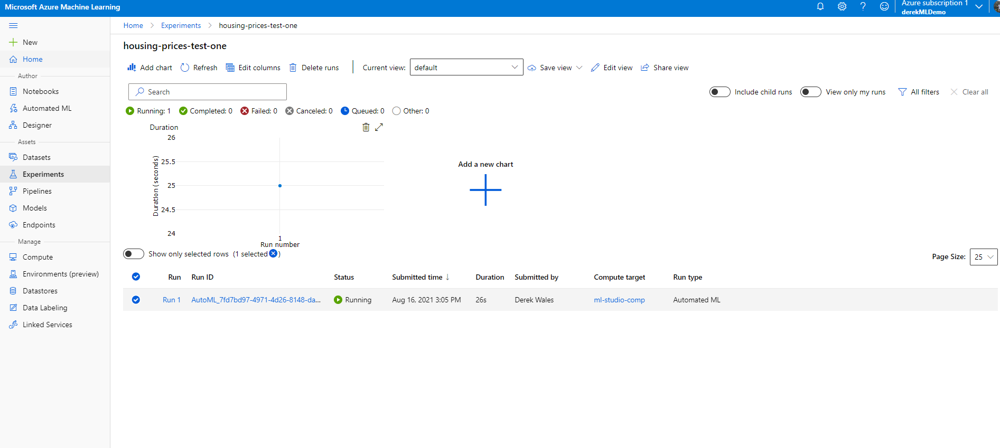 Microsoft Azure Machine Learning
Azure subscription 1
derekMLDemo
New
Home
Author
Notebooks
Automated ML
Designer
Assets
Datasets
Experiments
Pipelines
Models
Endpoints
Manage
Compute
Environments (preview)
Datastores
Data Labeling
Linked Services
Home > Experiments > housing-prices-test-one
housing-prices-test-one
Add chart Refresh Edit columns Delete runs Current view: default Save view Edit view Share view
Search
Include child runs View only my runs All filters Clear all
Running: 1 Completed: 0 Failed: 0 Canceled: 0 Queued: 0 Other: 0
Duration
Duration (seconds)
26
25.5
25
24.5
24
1
Run number
Add a new chart
Show only selected rows (1 selected )
Page Size: 25
Run Run ID Status Submitted time ↓ Duration Submitted by Compute target Run type
Run 1 AutoML_7fd7bd97-4971-4d26-8148-da... Running Aug 16, 2021 3:05 PM 26s Derek Wales ml-studio-comp Automated ML